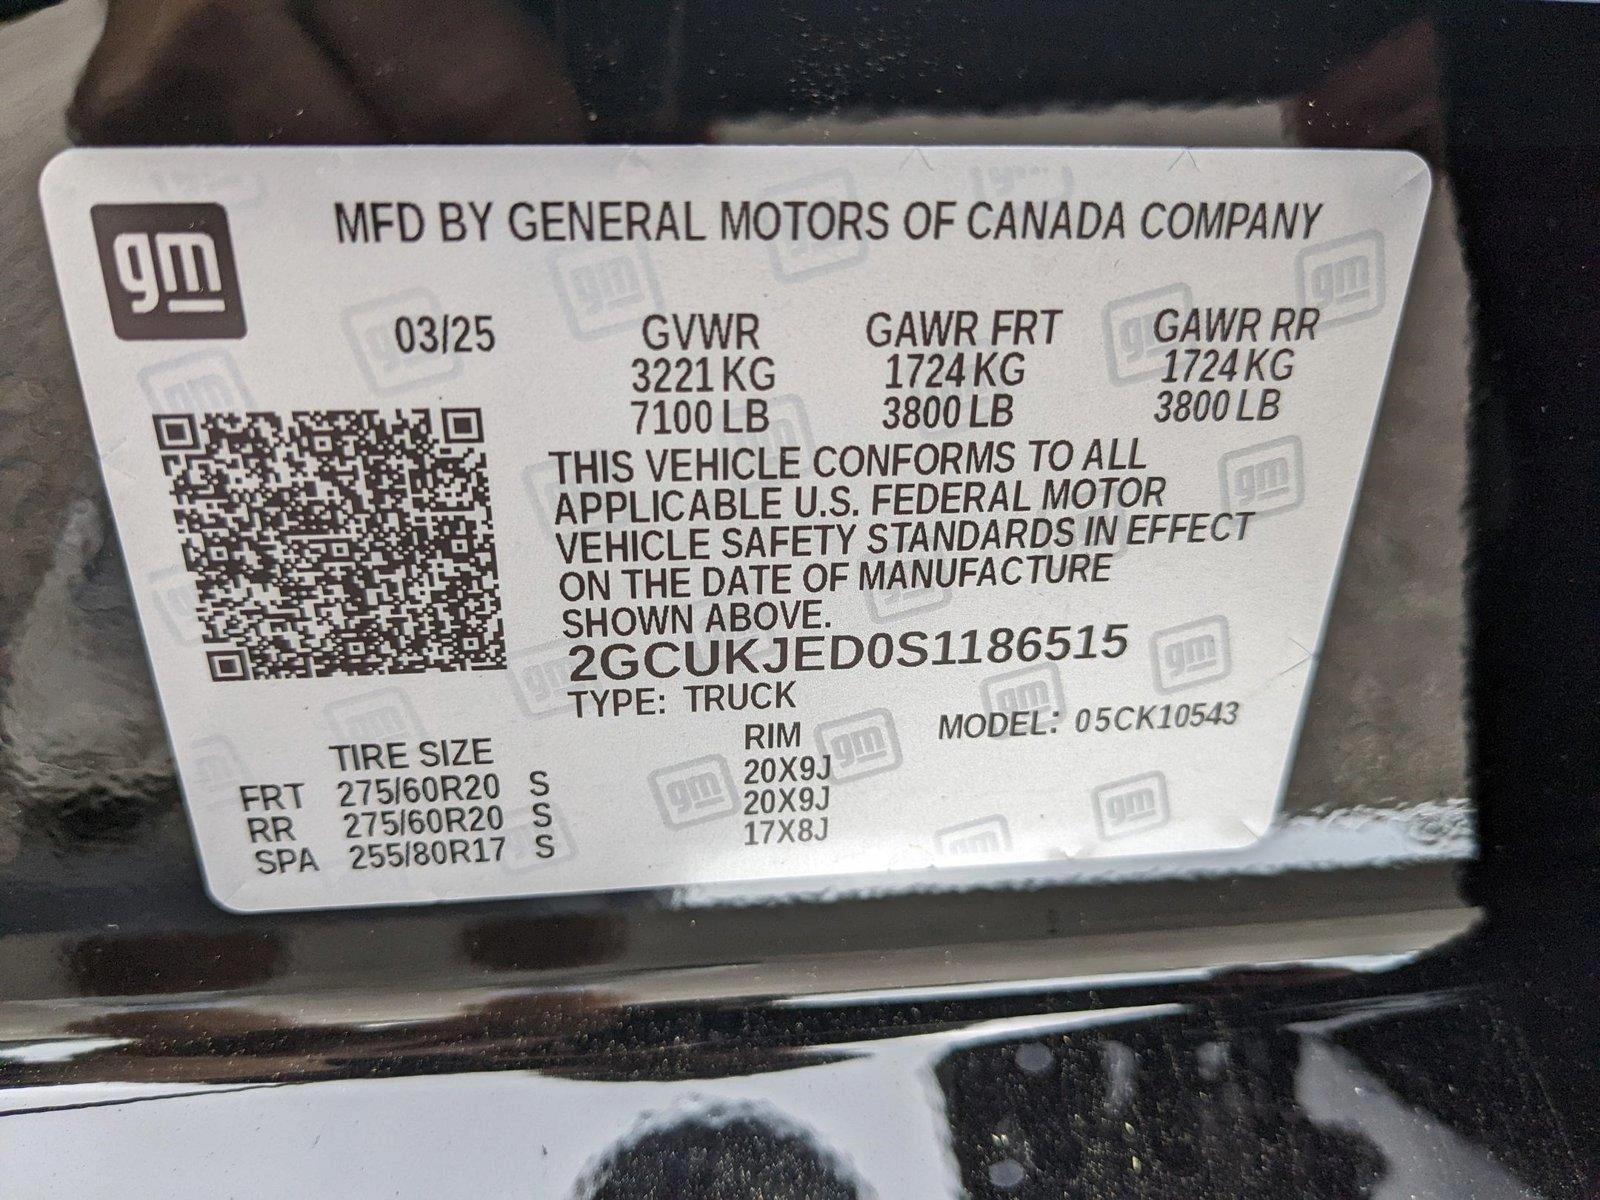 gm
MFD BY GENERAL MOTORS OF CANADA COMPANY
03/25 GVWR GAWR FRT GAWR RR
3221 KG 1724 KG 1724 KG
7100 LB 3800 LB 3800 LB
THIS VEHICLE CONFORMS TO ALL
APPLICABLE U.S. FEDERAL MOTOR
VEHICLE SAFETY STANDARDS IN EFFECT
ON THE DATE OF MANUFACTURE
SHOWN ABOVE.
2GCUKJED0S1186515
TYPE: TRUCK
MODEL: 05CK10543
TIRE SIZE RIM
FRT 275/60R20 S 20X9J
RR 275/60R20 S 20X9J
SPA 255/80R17 S 17X8J